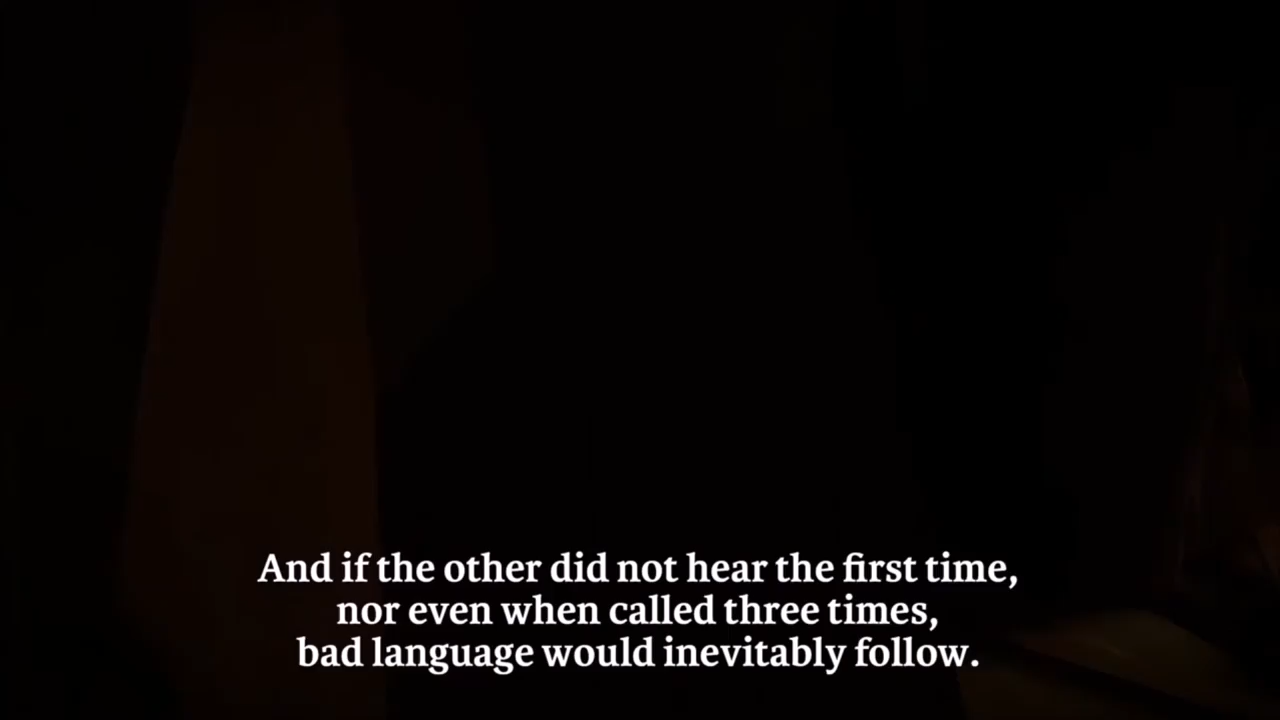 And if the other did not hear the first time,
nor even when called three times,
bad language would inevitably follow.